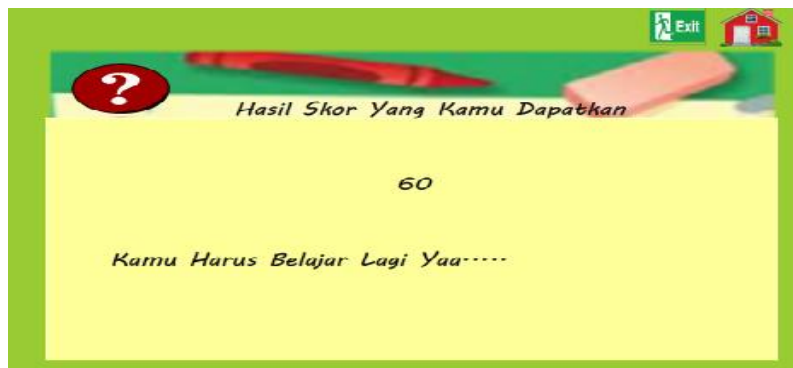 Exit
?
Hasil Skor Yang Kamu Dapatkan
60
Kamu Harus Belajar Lagi Yaa.....